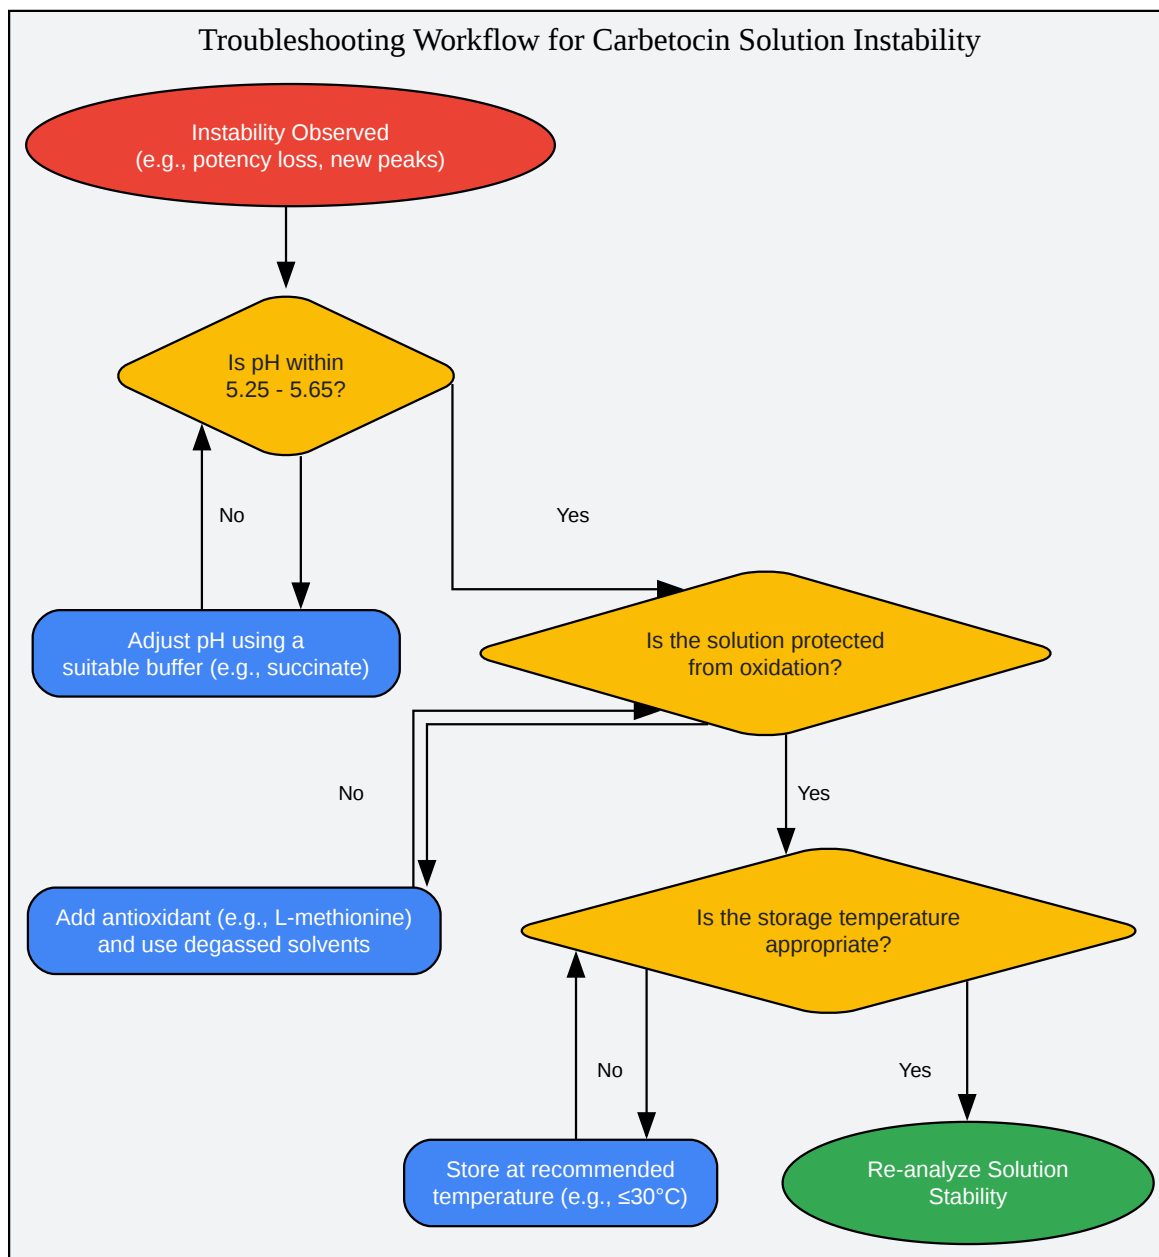 Troubleshooting Workflow for Carbetocin Solution Instability
Instability Observed
(e.g., potency loss, new peaks)
Is pH within
5.25 - 5.65?
No
Yes
Adjust pH using a
suitable buffer (e.g., succinate)
Is the solution protected
from oxidation?
No
Yes
Add antioxidant (e.g., L-methionine)
and use degassed solvents
Is the storage temperature
appropriate?
No
Yes
Store at recommended
temperature (e.g., ≤30°C)
Re-analyze Solution
Stability